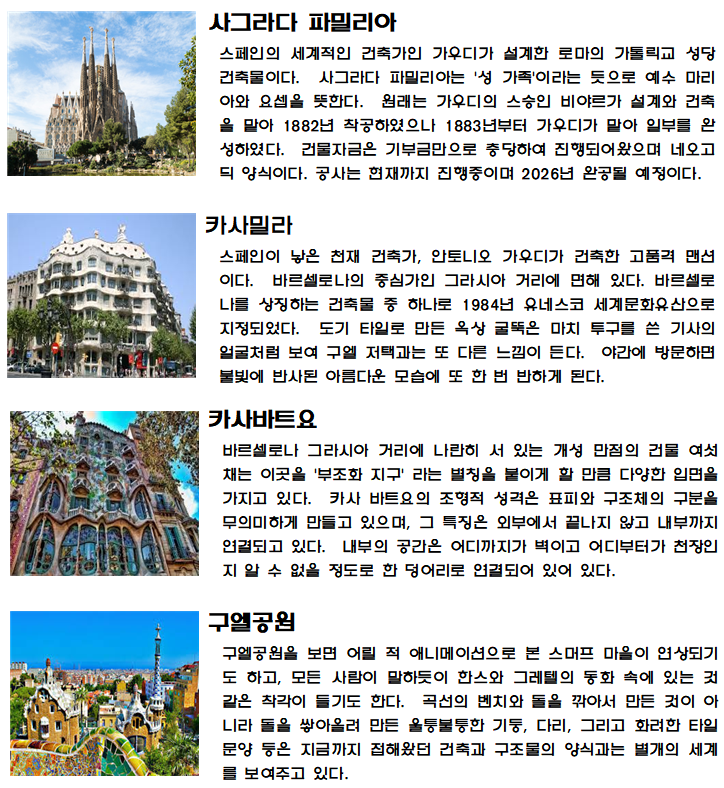 사그라다 파밀리아
스페인의 세계적인 건축가인 가우디가 설계한 로마의 가톨릭교 성당
건축물이다. 사그라다 파밀리아는 '성 가족'이라는 뜻으로 예수 마리
아와 요셉을 뜻한다. 원래는 가우디의 스승인 비야르가 설계와 건축
을 맡아 1882년 착공하였으나 1883년부터 가우디가 맡아 일부를 완
성하였다. 건물자금은 기부금만으로 충당하여 진행되어왔으며 네오고
딕 양식이다. 공사는 현재까지 진행중이며 2026년 완공될 예정이다.
카사밀라
스페인이 낳은 천재 건축가, 안토니오 가우디가 건축한 고품격 맨션
이다. 바르셀로나의 중심가인 그라시아 거리에 면해 있다. 바르셀로
나를 상징하는 건축물 중 하나로 1984년 유네스코 세계문화유산으로
지정되었다. 도기 타일로 만든 옥상 굴뚝은 마치 투구를 쓴 기사의
얼굴처럼 보여 구엘 저택과는 또 다른 느낌이 든다. 야간에 방문하면
불빛에 반사된 아름다운 모습에 또 한 번 반하게 된다.
카사바트요
바르셀로나 그라시아 거리에 나란히 서 있는 개성 만점의 건물 여섯
채는 이곳을 '부조화 지구' 라는 별칭을 붙이게 할 만큼 다양한 입면을
가지고 있다. 카사 바트요의 조형적 성격은 표피와 구조체의 구분을
무의미하게 만들고 있으며, 그 특징은 외부에서 끝나지 않고 내부까지
연결되고 있다. 내부의 공간은 어디까지가 벽이고 어디부터가 천장인
지 알 수 없을 정도로 한 덩어리로 연결되어 있어 있다.
구엘공원
구엘공원을 보면 어릴 적 애니메이션으로 본 스머프 마을이 연상되기
도 하고, 모든 사람이 말하듯이 한스와 그레텔의 동화 속에 있는 것
같은 착각이 들기도 한다. 곡선의 벤치와 돌을 깎아서 만든 것이 아
니라 돌을 쌓아올려 만든 울퉁불퉁한 기둥, 다리, 그리고 화려한 타일
문양 등은 지금까지 접해왔던 건축과 구조물의 양식과는 별개의 세계
를 보여주고 있다.